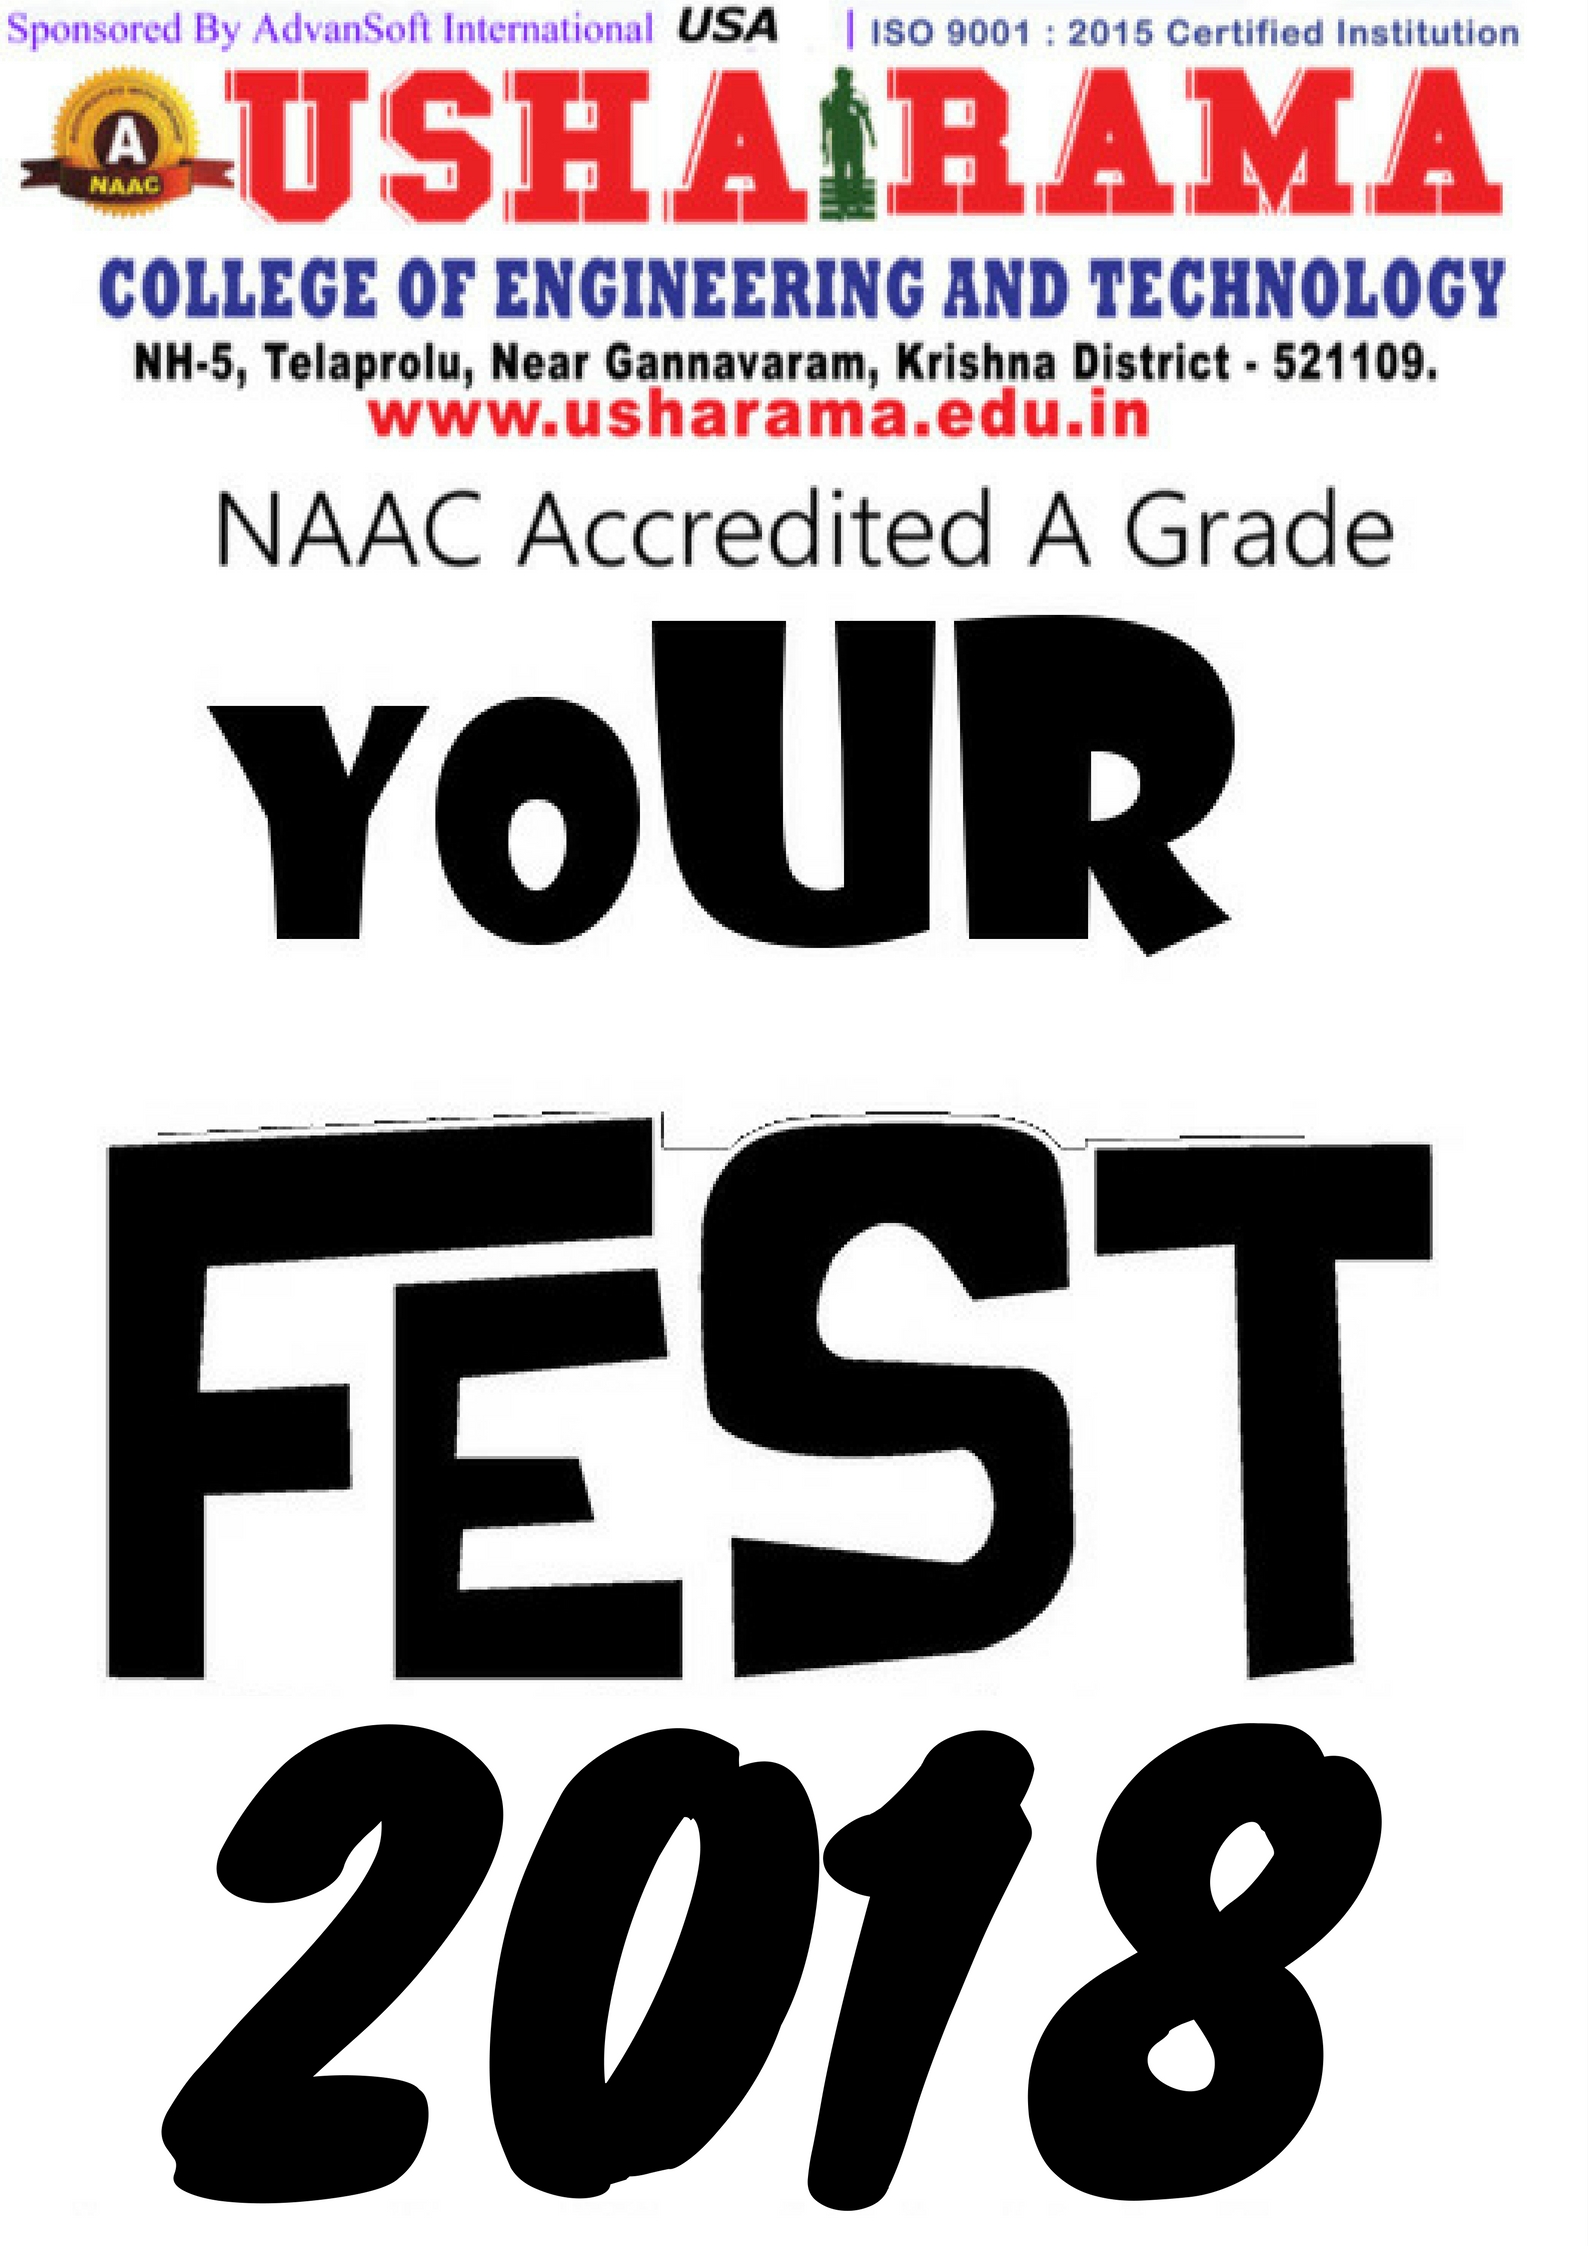 Sponsored By AdvanSoft International USA | ISO 9001 : 2015 Certified Institution
A
NAAC
USHA RAMA
COLLEGE OF ENGINEERING AND TECHNOLOGY
NH-5, Telaprolu, Near Gannavaram, Krishna District - 521109.
www.usharama.edu.in
NAAC Accredited A Grade
YoUR
FEST
2018